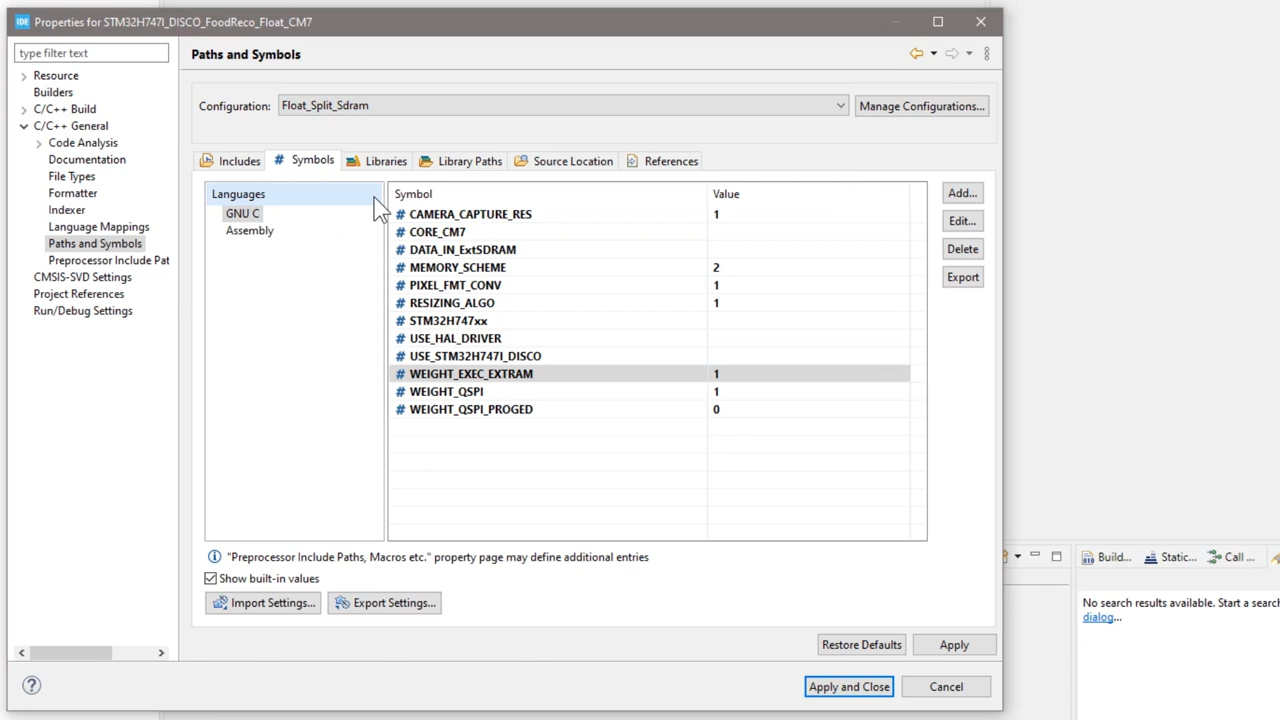 IDE Properties for STM32H747I_DISCO_FoodReco_Float_CM7
type filter text
Resource
Builders
C/C++ Build
C/C++ General
Code Analysis
Documentation
File Types
Formatter
Indexer
Language Mappings
Paths and Symbols
Preprocessor Include Pat
CMSIS-SVD Settings
Project References
Run/Debug Settings
Paths and Symbols
Configuration: Float_Split_Sdram Manage Configurations...
Includes # Symbols Libraries Library Paths Source Location References
Languages
GNU C
Assembly
Symbol Value
# CAMERA_CAPTURE_RES 1
# CORE_CM7
# DATA_IN_ExtSDRAM
# MEMORY_SCHEME 2
# PIXEL_FMT_CONV 1
# RESIZING_ALGO 1
# STM32H747xx
# USE_HAL_DRIVER
# USE_STM32H747I_DISCO
# WEIGHT_EXEC_EXTRAM 1
# WEIGHT_QSPI 1
# WEIGHT_QSPI_PROGED 0
Add...
Edit...
Delete
Export
"Preprocessor Include Paths, Macros etc." property page may define additional entries
Show built-in values
Import Settings... Export Settings...
Restore Defaults Apply
Apply and Close Cancel
Build... Static... Call ...
No search results available. Start a search
dialog...